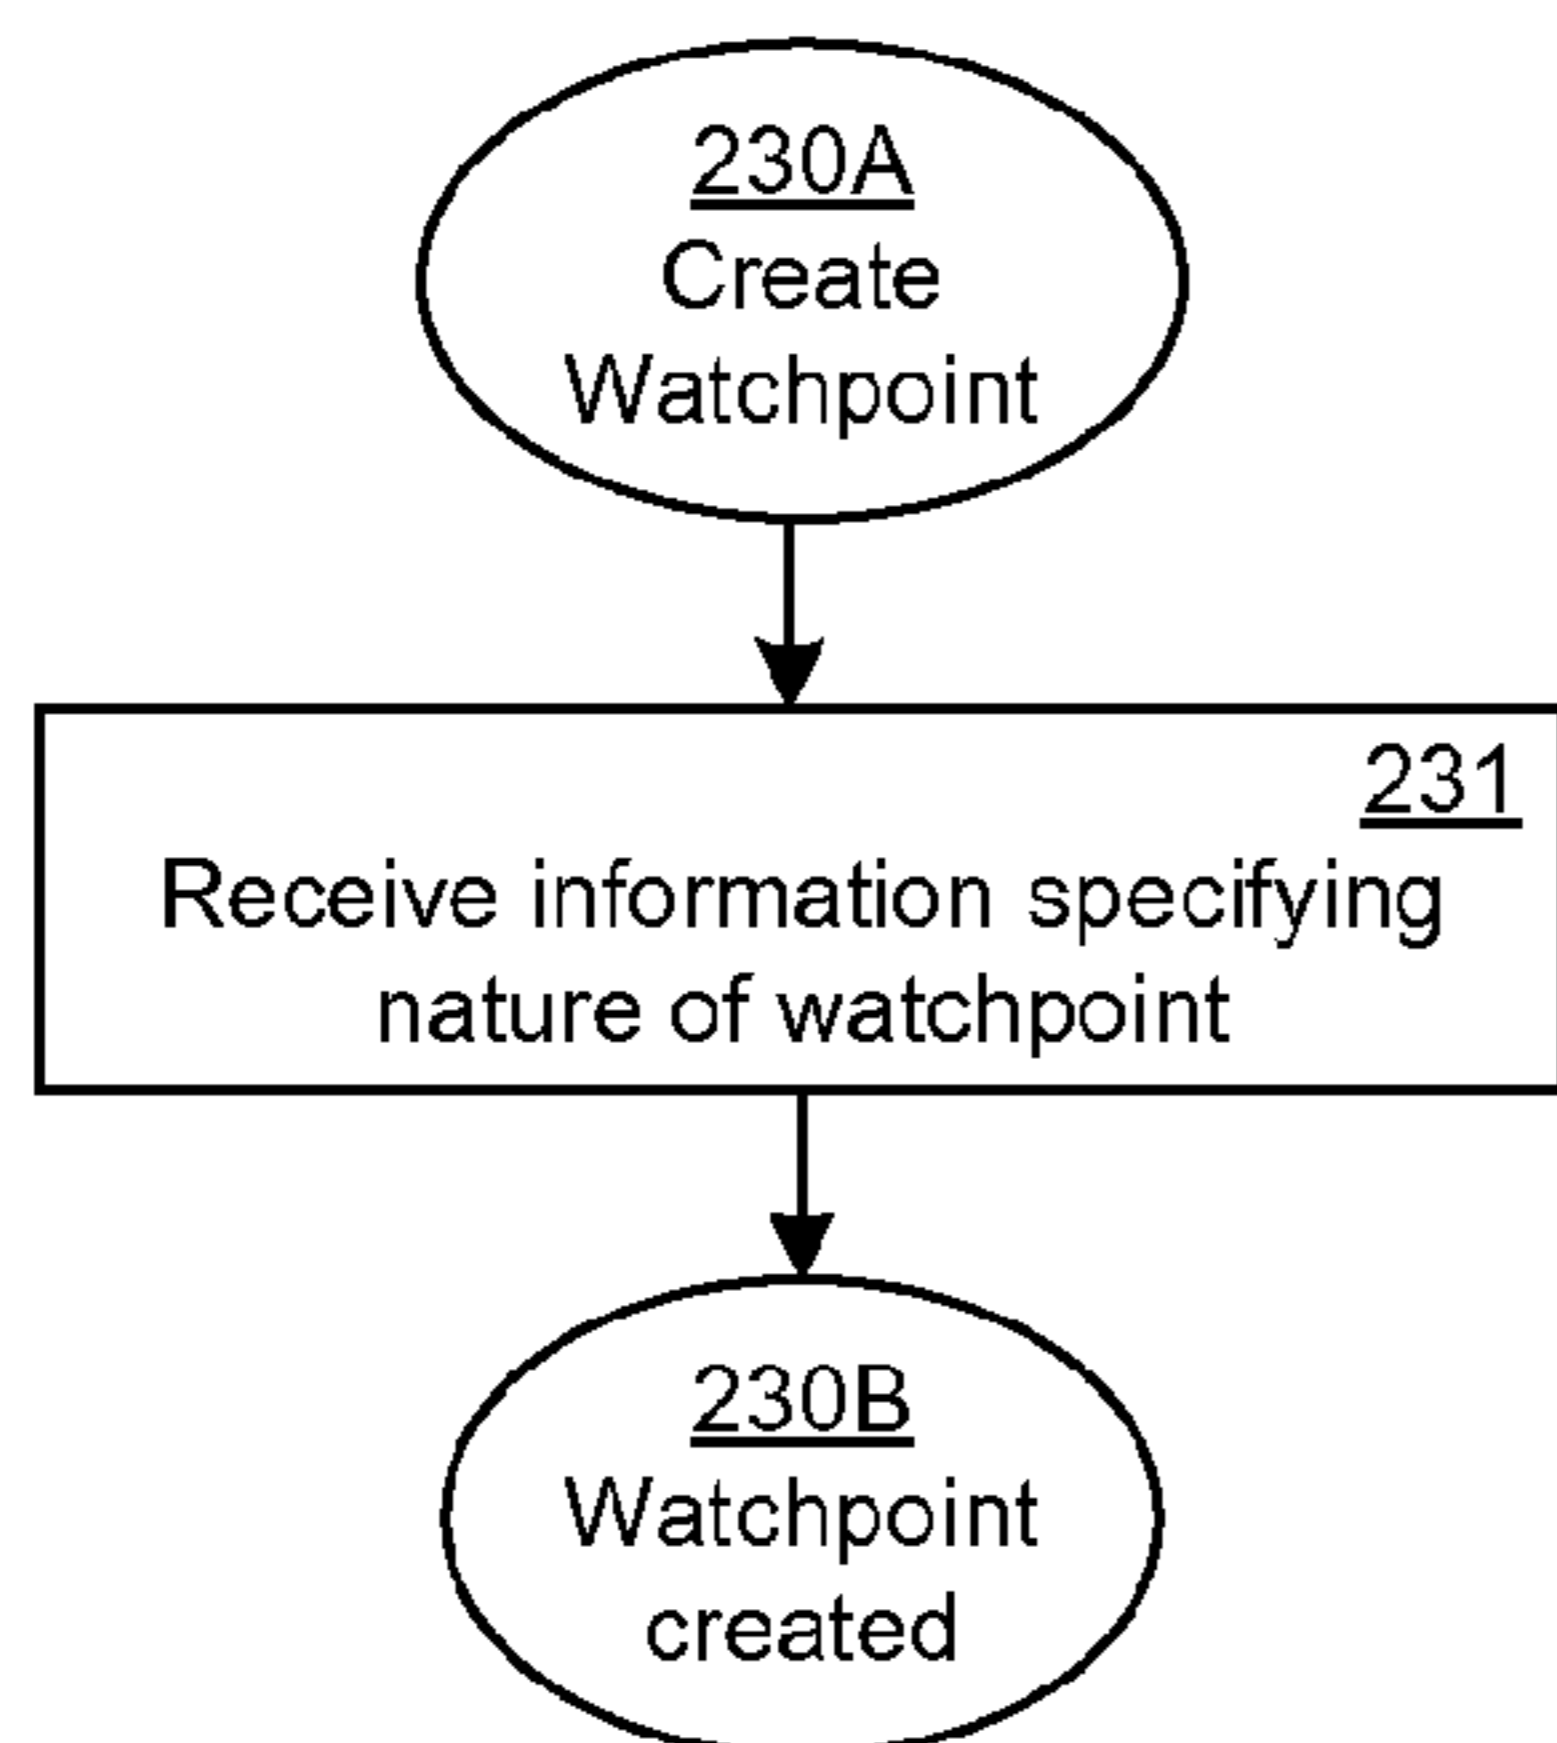 230A
Create
Watchpoint
231
Receive information specifying
nature of watchpoint
230B
Watchpoint
created